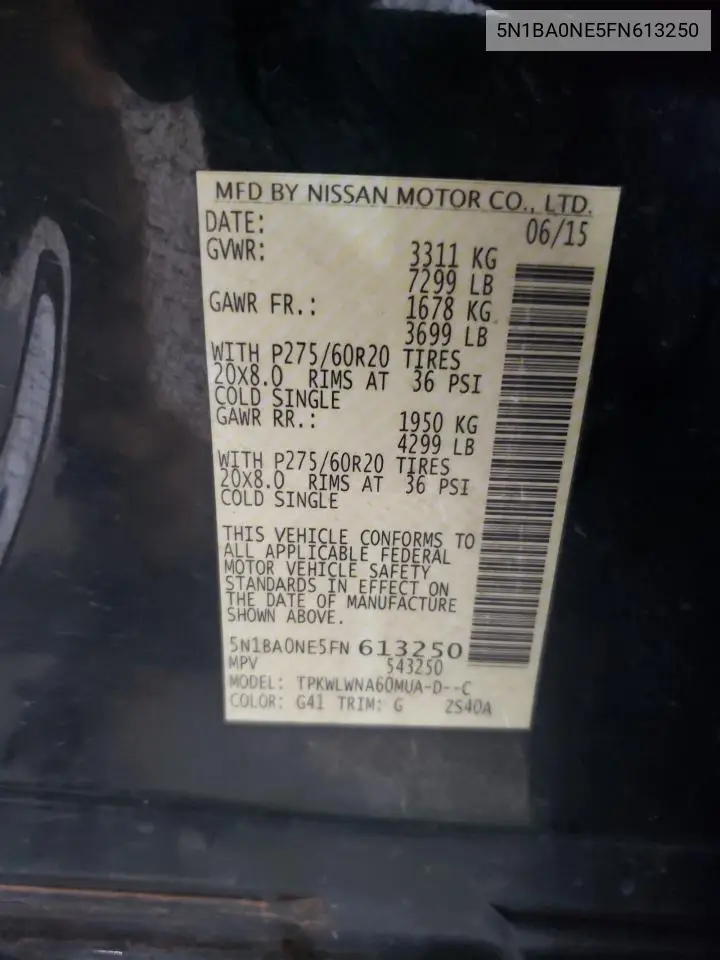 5N1BA0NE5FN613250
MFD BY NISSAN MOTOR CO., LTD.
DATE: 06/15
GVWR: 3311 KG
7299 LB
GAWR FR.: 1678 KG
3699 LB
WITH P275/60R20 TIRES
20X8.0 RIMS AT 36 PSI
COLD SINGLE
GAWR RR.: 1950 KG
4299 LB
WITH P275/60R20 TIRES
20X8.0 RIMS AT 36 PSI
COLD SINGLE
THIS VEHICLE CONFORMS TO
ALL APPLICABLE FEDERAL
MOTOR VEHICLE SAFETY
STANDARDS IN EFFECT ON
THE DATE OF MANUFACTURE
SHOWN ABOVE.
5N1BA0NE5FN 613250
MPV 543250
MODEL: TPKWLWNA60MUA-D--C
COLOR: G41 TRIM: G ZS40A